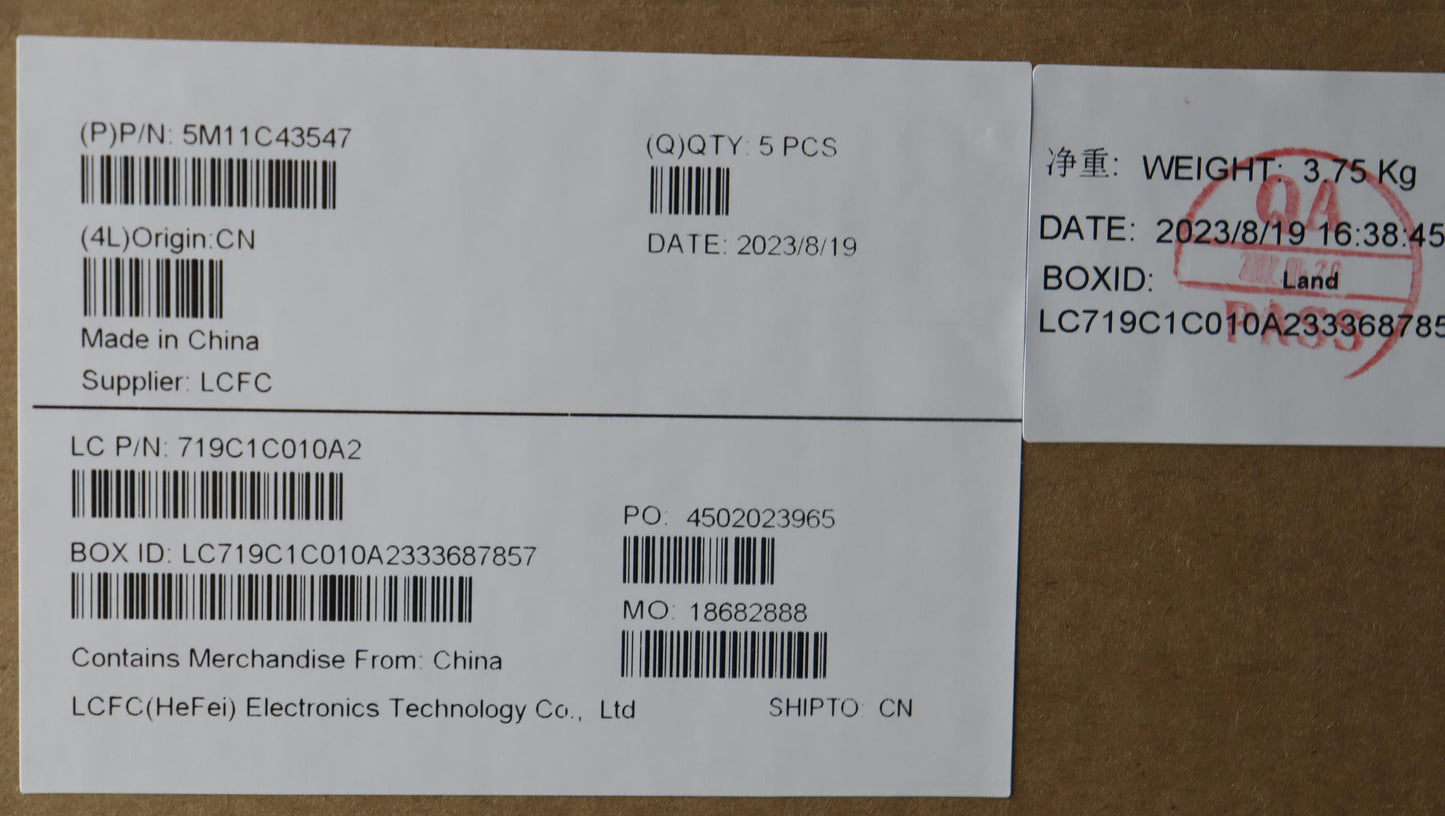 (P)P/N: 5M11C43547
(Q)QTY: 5 PCS
(4L)Origin:CN
DATE: 2023/8/19
Made in China
Supplier: LCFC
LC P/N: 719C1C010A2
PO: 4502023965
BOX ID: LC719C1C010A2333687857
MO: 18682888
Contains Merchandise From: China
LCFC(HeFei) Electronics Technology Co., Ltd
SHIPTO: CN
净重: WEIGHT: 3.75 Kg
DATE: 2023/8/19 16:38:45
BOXID: Land
LC719C1C010A233368785
QA
PASS